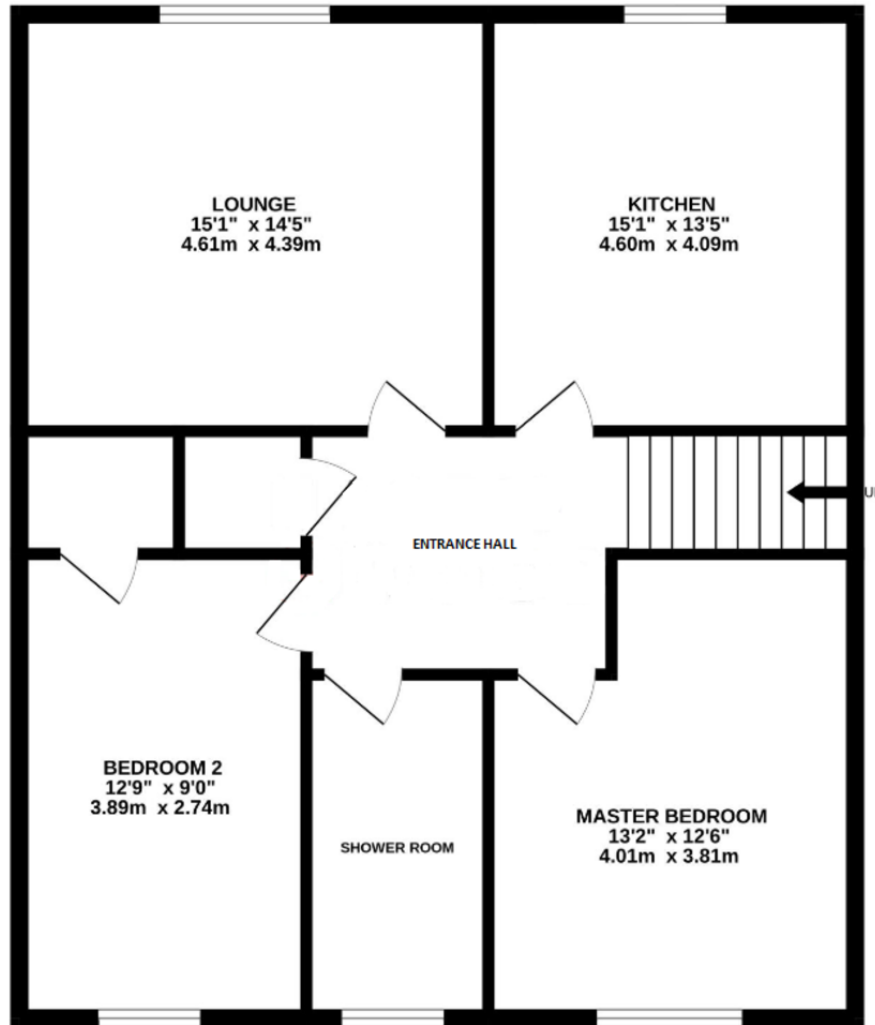 LOUNGE
15'1" x 14'5"
4.61m x 4.39m
KITCHEN
15'1" x 13'5"
4.60m x 4.09m
ENTRANCE HALL
BEDROOM 2
12'9" x 9'0"
3.89m x 2.74m
SHOWER ROOM
MASTER BEDROOM
13'2" x 12'6"
4.01m x 3.81m